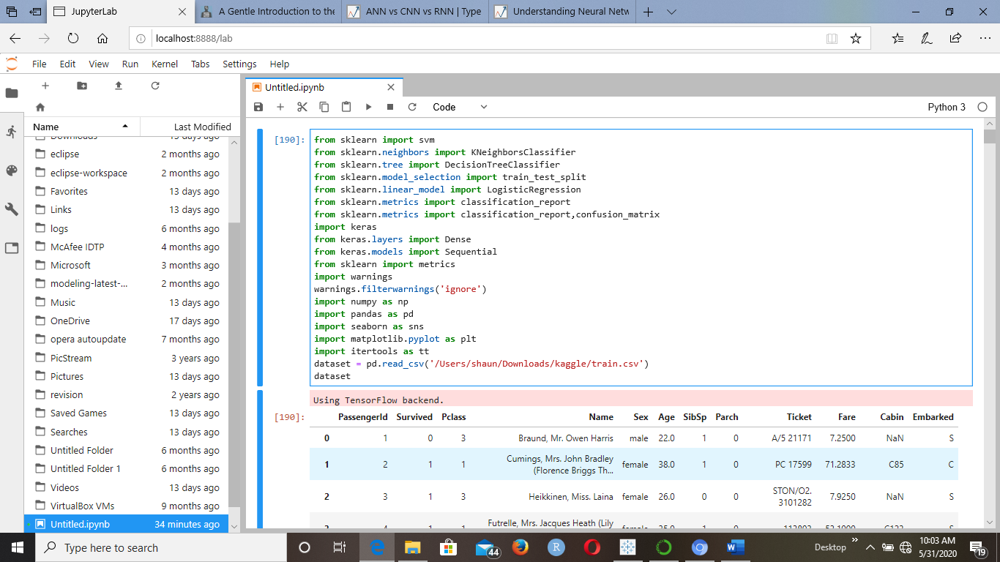 JupyterLab
A Gentle Introduction to the
ANN vs CNN vs RNN | Type
Understanding Neural Netw
localhost:8888/lab
File Edit View Run Kernel Tabs Settings Help
Untitled.ipynb
Code
Python 3
Name Last Modified
Downloads 13 days ago
eclipse 2 months ago
eclipse-workspace 2 months ago
Favorites 13 days ago
Links 13 days ago
logs 6 months ago
McAfee IDTP 4 months ago
Microsoft 3 months ago
modeling-latest-... 2 months ago
Music 13 days ago
OneDrive 17 days ago
opera autoupdate 7 months ago
PicStream 3 years ago
Pictures 13 days ago
revision 2 years ago
Saved Games 13 days ago
Searches 13 days ago
Untitled Folder 6 months ago
Untitled Folder 1 6 months ago
Videos 13 days ago
VirtualBox VMs 9 months ago
Untitled.ipynb 34 minutes ago
[190]:
from sklearn import svm
from sklearn.neighbors import KNeighborsClassifier
from sklearn.tree import DecisionTreeClassifier
from sklearn.model_selection import train_test_split
from sklearn.linear_model import LogisticRegression
from sklearn.metrics import classification_report
from sklearn.metrics import classification_report,confusion_matrix
import keras
from keras.layers import Dense
from keras.models import Sequential
from sklearn import metrics
import warnings
warnings.filterwarnings('ignore')
import numpy as np
import pandas as pd
import seaborn as sns
import matplotlib.pyplot as plt
import itertools as tt
dataset = pd.read_csv('/Users/shaun/Downloads/kaggle/train.csv')
dataset
Using TensorFlow backend.
[190]:
PassengerId Survived Pclass Name Sex Age SibSp Parch Ticket Fare Cabin Embarked
0 1 0 3 Braund, Mr. Owen Harris male 22.0 1 0 A/5 21171 7.2500 NaN S
1 2 1 1 Cumings, Mrs. John Bradley (Florence Briggs Th... female 38.0 1 0 PC 17599 71.2833 C85 C
2 3 1 3 Heikkinen, Miss. Laina female 26.0 0 0 STON/O2. 3101282 7.9250 NaN S
3 4 1 1 Futrelle, Mrs. Jacques Heath (Lily female 35.0 1 0 113803 53.1000 C123 S
Type here to search
44
Desktop
10:03 AM
5/31/2020
19